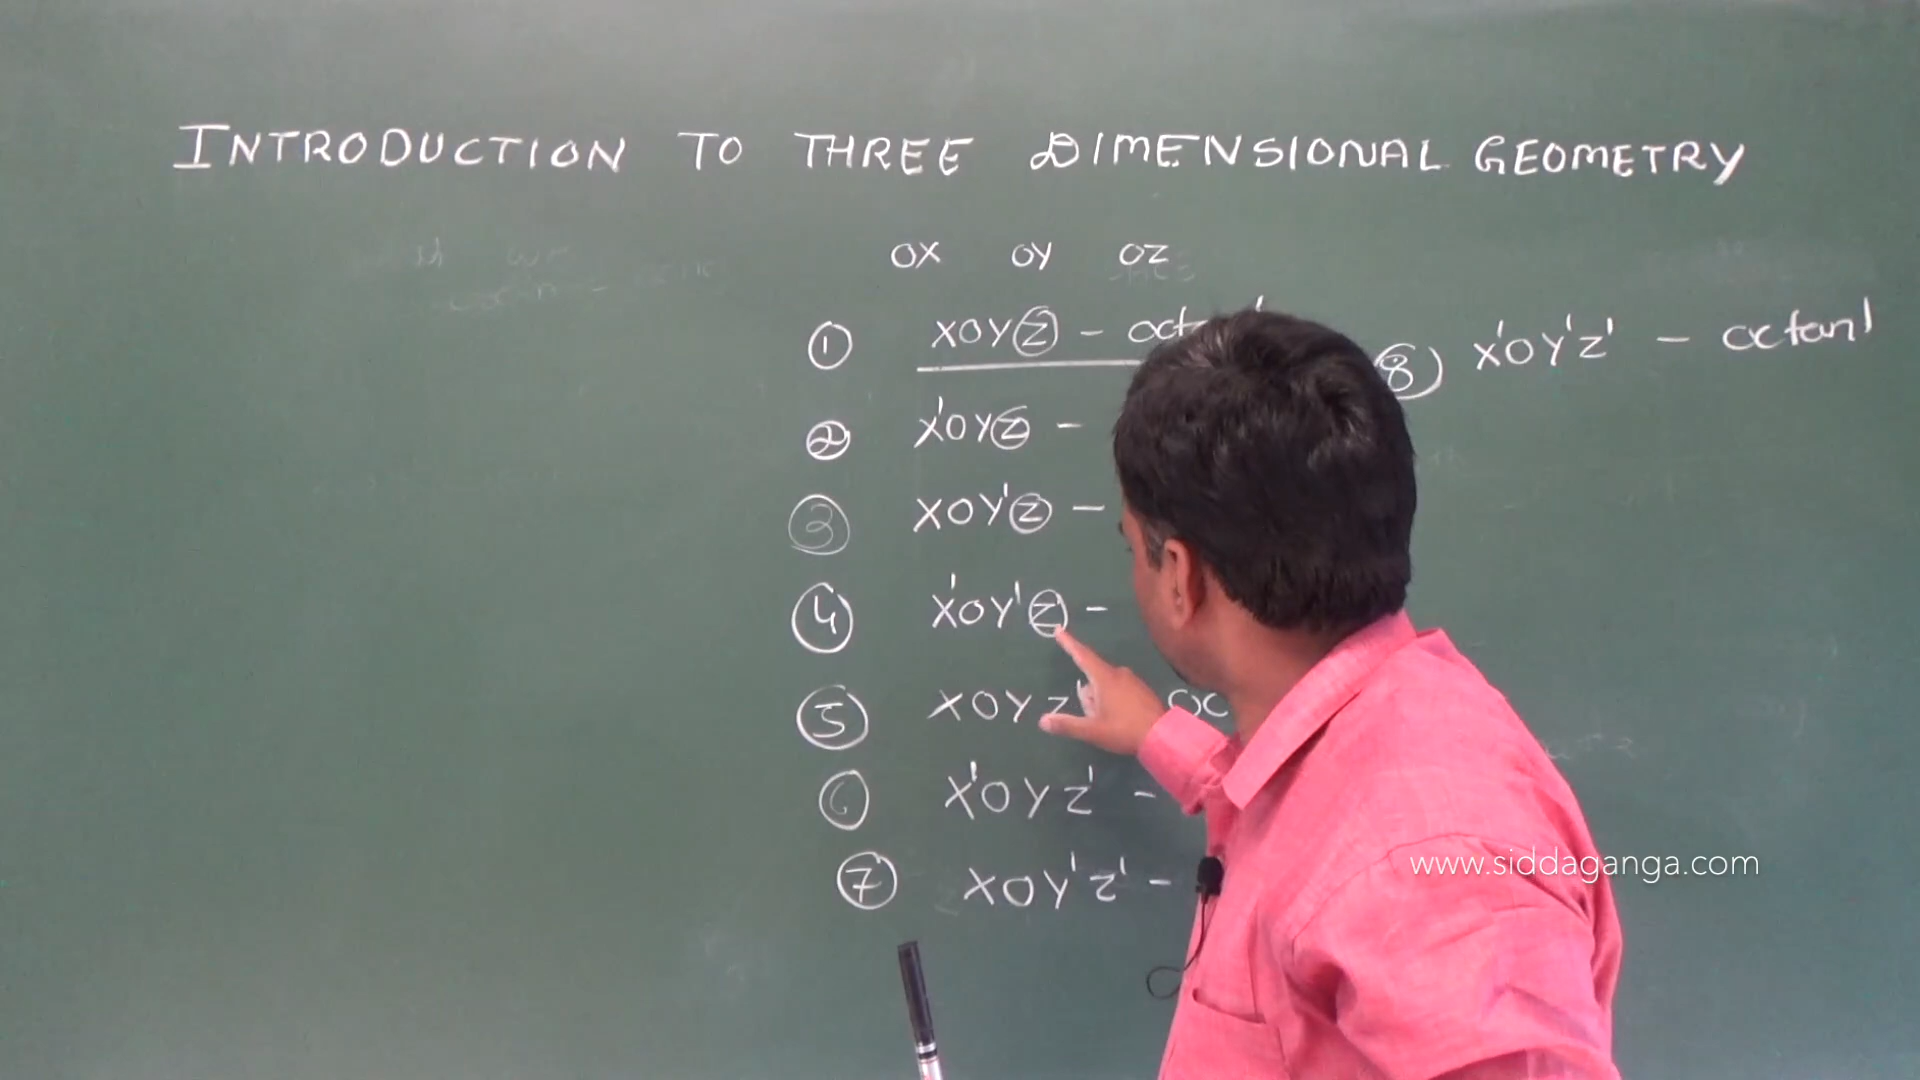 INTRODUCTION TO THREE DIMENSIONAL GEOMETRY
OX OY OZ
① XOYZ -
② X'OYZ -
③ XOY'Z -
④ X'OY'Z -
⑤ XOYZ'
⑥ X'OYZ' -
⑦ XOY'Z' -
8) X'OY'Z' - octant
www.siddaganga.com